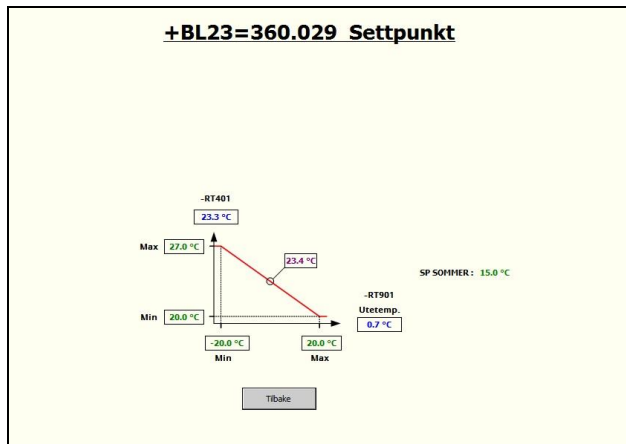 +BL23=360.029 Settpunkt
-RT401
23.3 °C
Max 27.0 °C
23.4 °C
SP SOMMER : 15.0 °C
-RT901
Utetemp.
Min 20.0 °C
0.7 °C
-20.0 °C 20.0 °C
Min Max
Tilbake